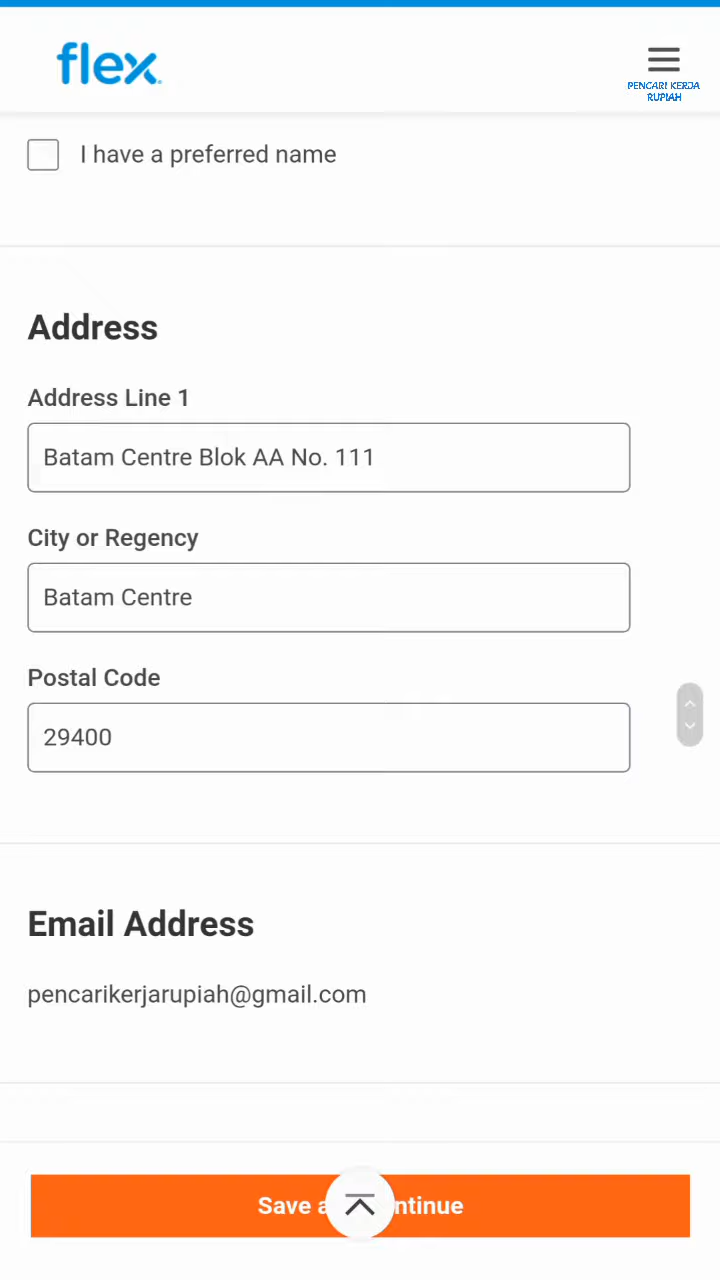 flex.
PENCARI KERJA
RUPIAH
I have a preferred name
Address
Address Line 1
Batam Centre Blok AA No. 111
City or Regency
Batam Centre
Postal Code
29400
Email Address
pencarikerjarupiah@gmail.com
Save a ntinue